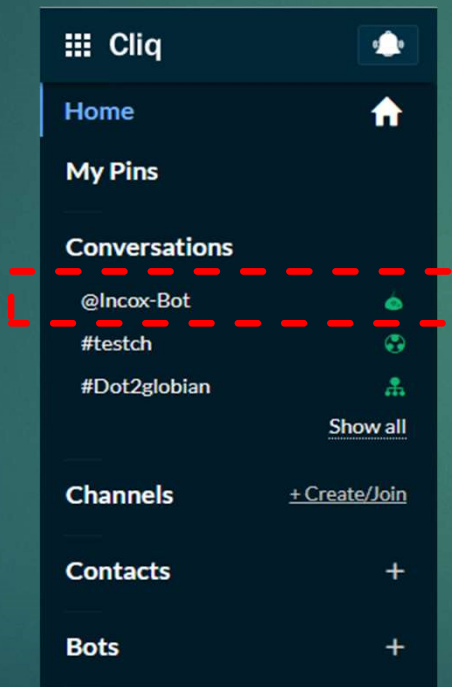 Cliq
Home
My Pins
Conversations
@Incox-Bot
#testch
#Dot2globian
Show all
Channels + Create/Join
Contacts +
Bots +